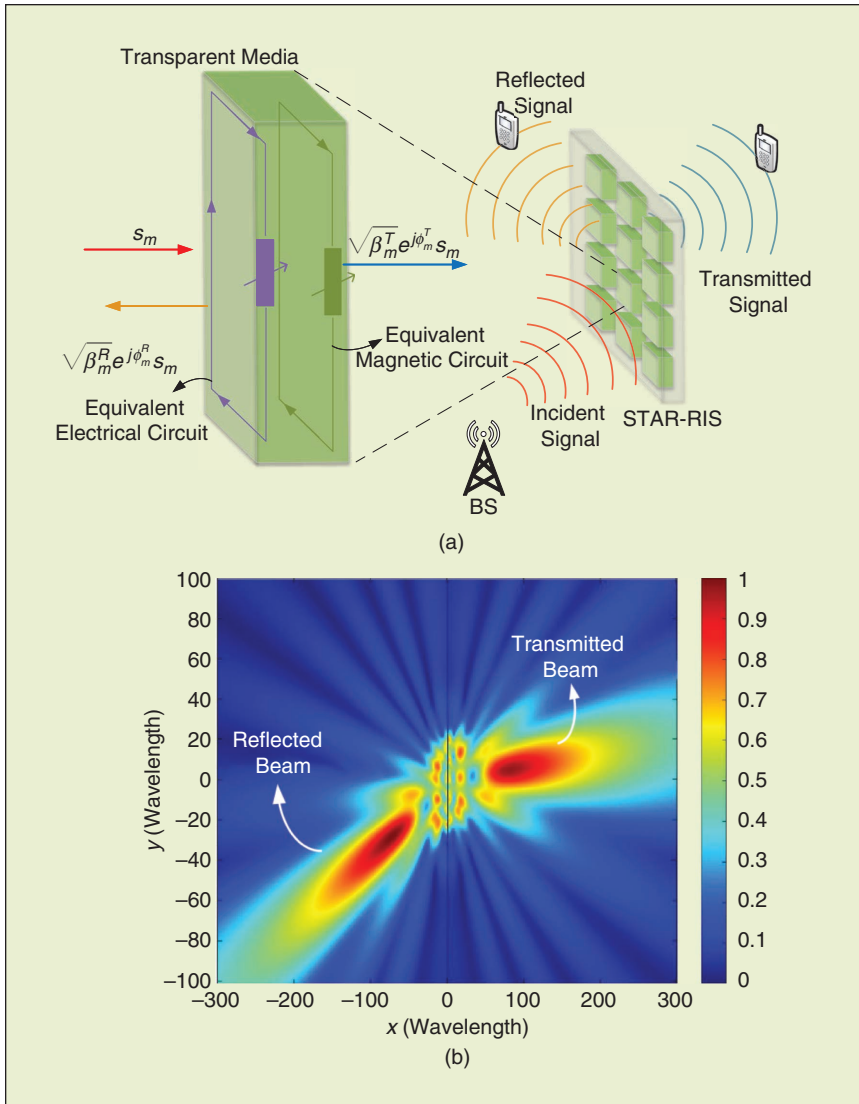 Transparent Media
Reflected
Signal
s_m
√β_m^T e^{jϕ_m^T} s_m
Transmitted
Signal
√β_m^R e^{jϕ_m^R} s_m
Equivalent
Magnetic Circuit
Equivalent
Electrical Circuit
Incident
Signal
STAR-RIS
BS
(a)
100
80
60
40
20
0
–20
–40
–60
–80
–100
y (Wavelength)
Reflected
Beam
Transmitted
Beam
–300
–200
–100
0
100
200
300
x (Wavelength)
1
0.9
0.8
0.7
0.6
0.5
0.4
0.3
0.2
0.1
0
(b)